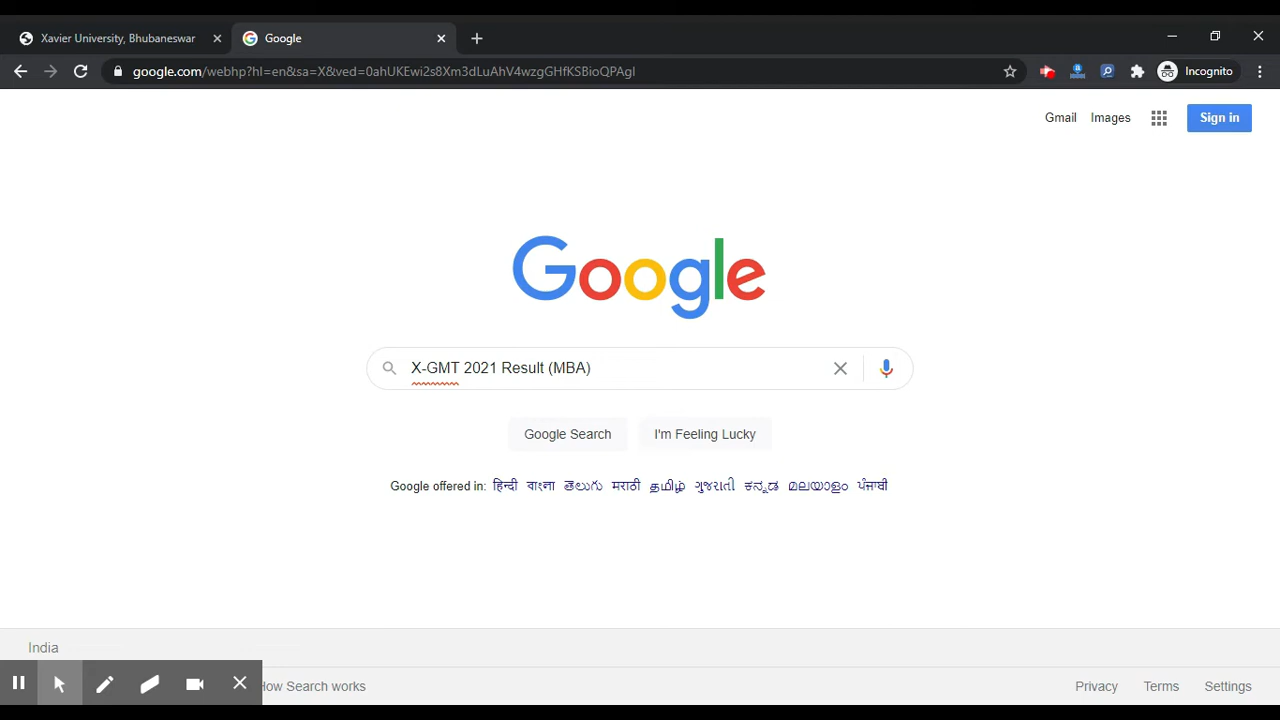 Xavier University, Bhubaneswar
Google
google.com/webhp?hl=en&sa=X&ved=0ahUKEwi2s8Xm3dLuAhV4wzgGHfKSBioQPAgI
Incognito
Gmail Images
Sign in
Google
X-GMT 2021 Result (MBA)
Google Search I'm Feeling Lucky
Google offered in: हिन्दी বাংলা తెలుగు मराठी தமிழ் ગુજરાતી ಕನ್ನಡ മലയാളം ਪੰਜਾਬੀ
India
How Search works Privacy Terms Settings